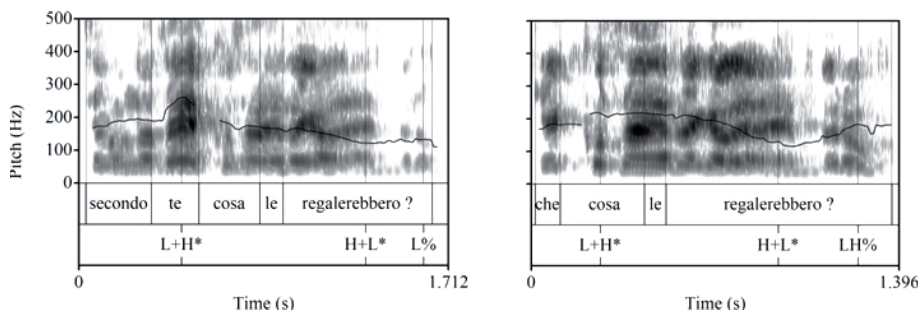 500
400
300
200
100
0
Pitch (Hz)
secondo te cosa le regalerebbero ?
L+H* H+L* L%
0 1.712
Time (s)
che cosa le regalerebbero ?
L+H* H+L* LH%
0 1.396
Time (s)